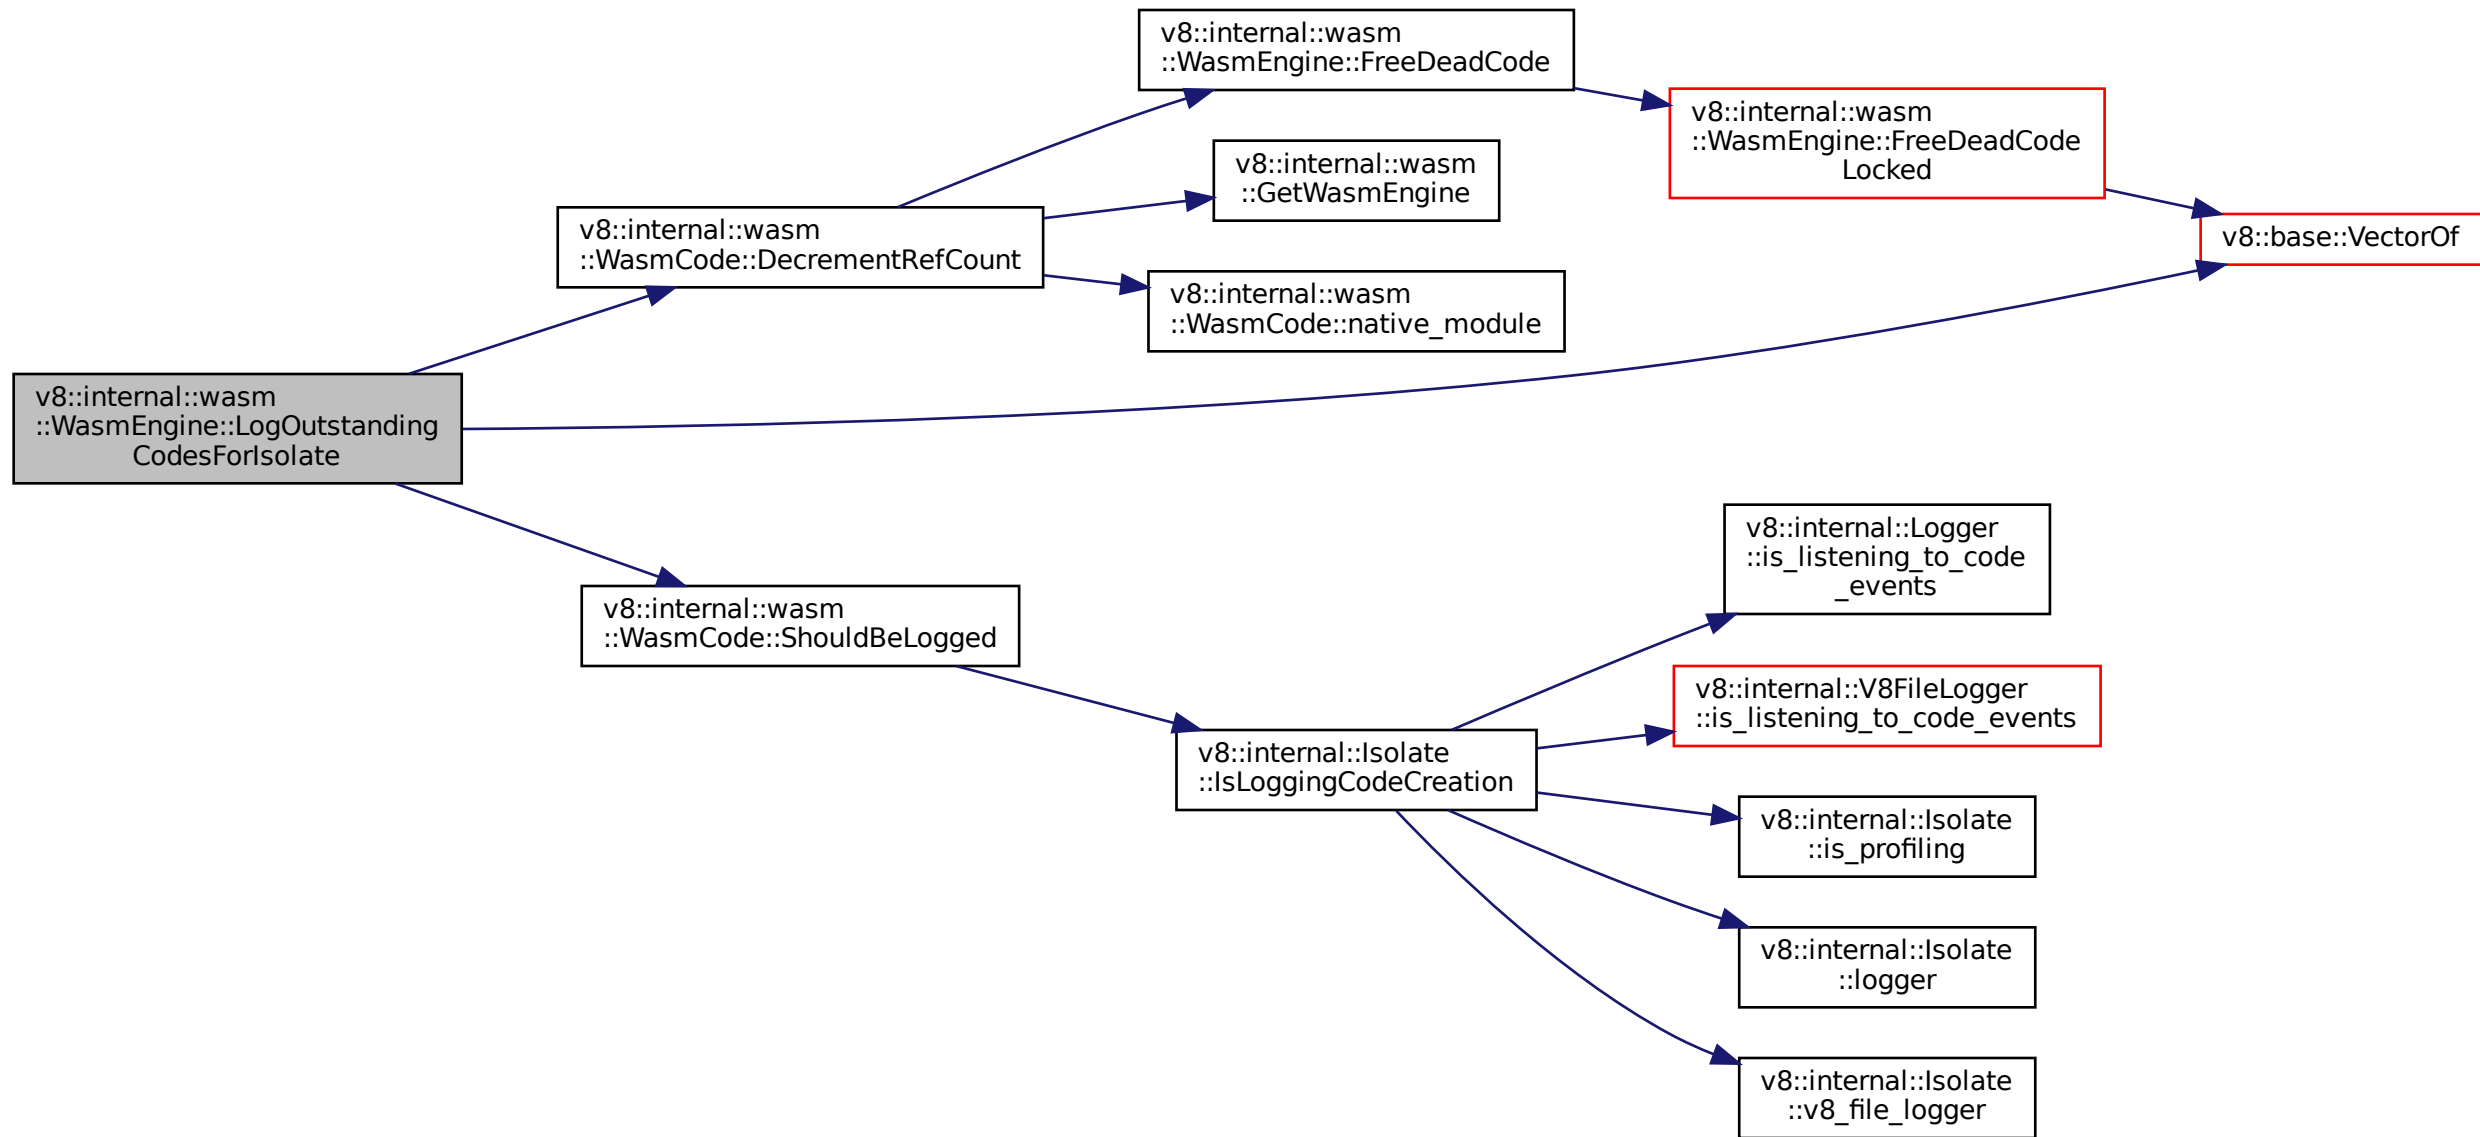 v8::internal::wasm
::WasmEngine::FreeDeadCode
v8::internal::wasm
::WasmEngine::FreeDeadCode
Locked
v8::internal::wasm
::GetWasmEngine
v8::internal::wasm
::WasmCode::DecrementRefCount
v8::base::VectorOf
v8::internal::wasm
::WasmCode::native_module
v8::internal::wasm
::WasmEngine::LogOutstanding
CodesForIsolate
v8::internal::Logger
::is_listening_to_code
_events
v8::internal::wasm
::WasmCode::ShouldBeLogged
v8::internal::V8FileLogger
::is_listening_to_code_events
v8::internal::Isolate
::IsLoggingCodeCreation
v8::internal::Isolate
::is_profiling
v8::internal::Isolate
::logger
v8::internal::Isolate
::v8_file_logger